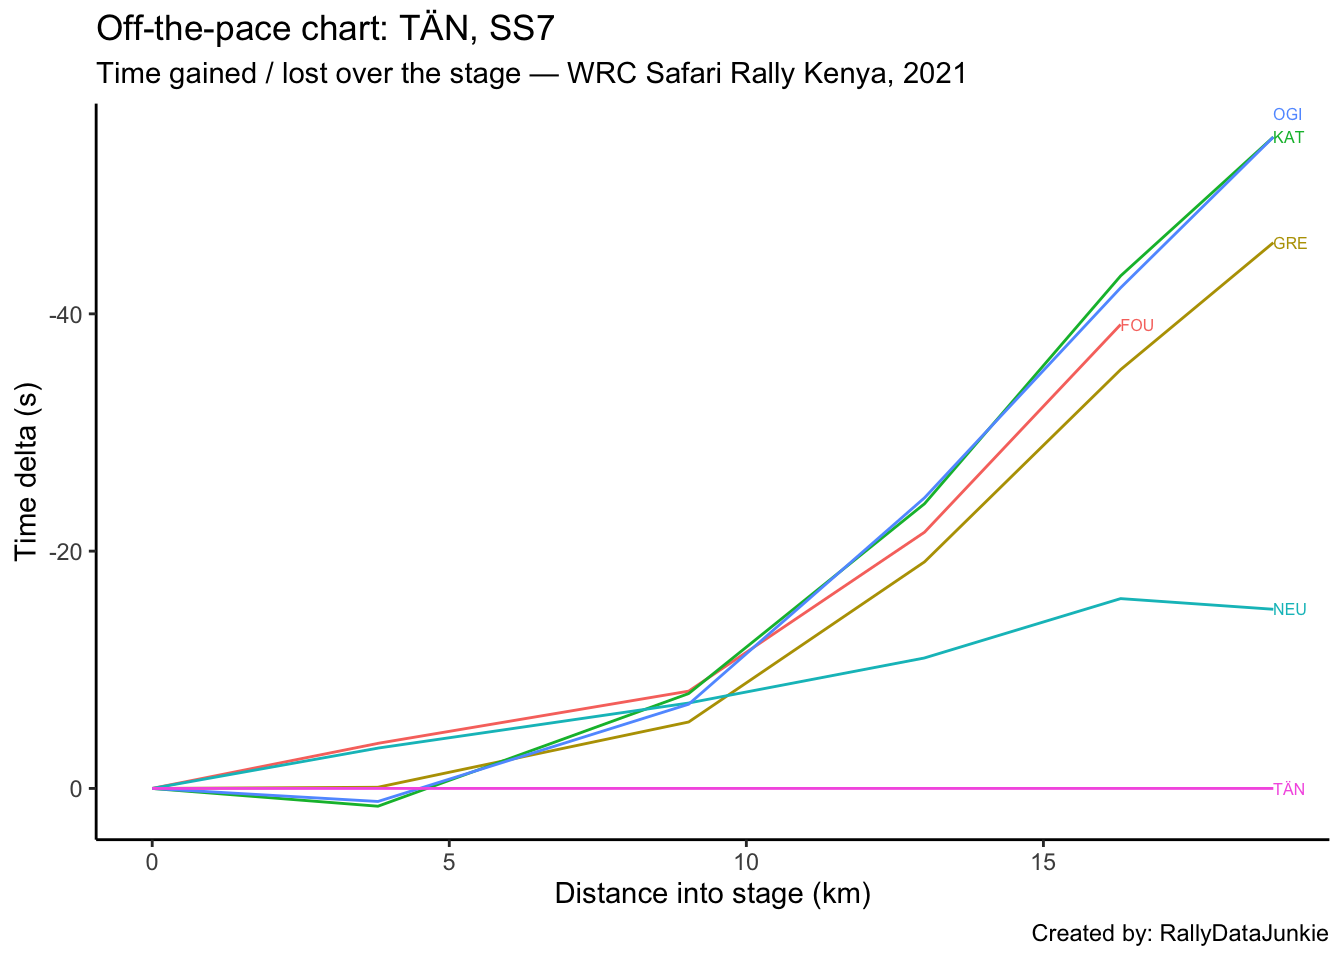 Off-the-pace chart: TÄN, SS7
Time gained / lost over the stage — WRC Safari Rally Kenya, 2021
OGI
KAT
GRE
-40
FOU
Time delta (s)
-20
NEU
0
TÄN
0 5 10 15
Distance into stage (km)
Created by: RallyDataJunkie